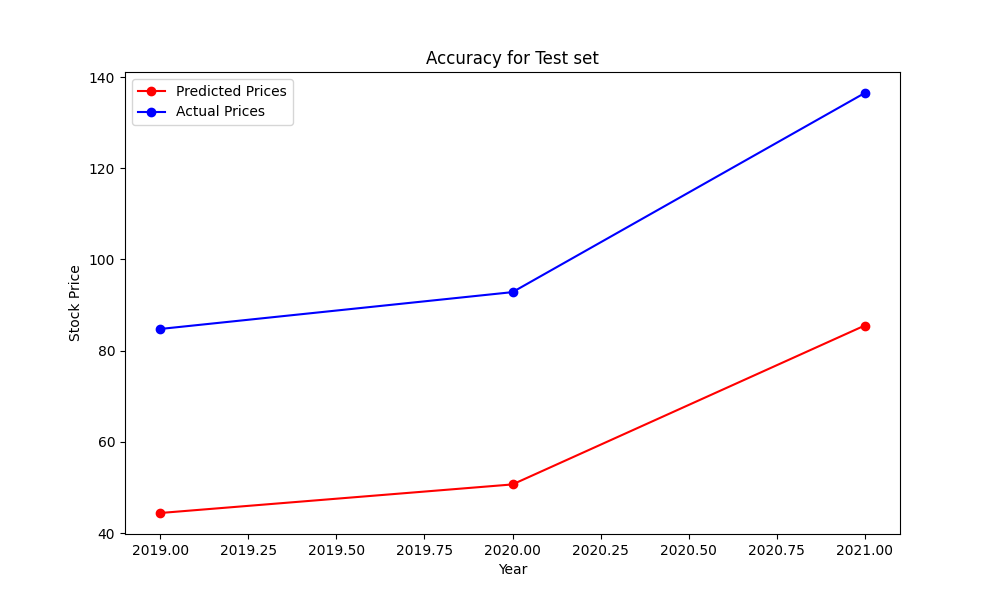 Accuracy for Test set
Predicted Prices
Actual Prices
140
120
100
80
60
40
Stock Price
2019.00 2019.25 2019.50 2019.75 2020.00 2020.25 2020.50 2020.75 2021.00
Year